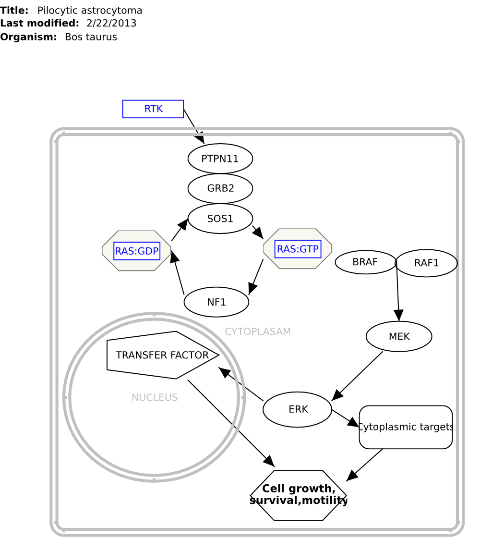 Title: Pilocytic astrocytoma
Last modified: 2/22/2013
Organism: Bos taurus
RTK
PTPN11
GRB2
SOS1
RAS:GDP
RAS:GTP
BRAF
RAF1
NF1
CYTOPLASAM
MEK
TRANSFER FACTOR
NUCLEUS
ERK
Cytoplasmic targets
Cell growth,
survival,motility